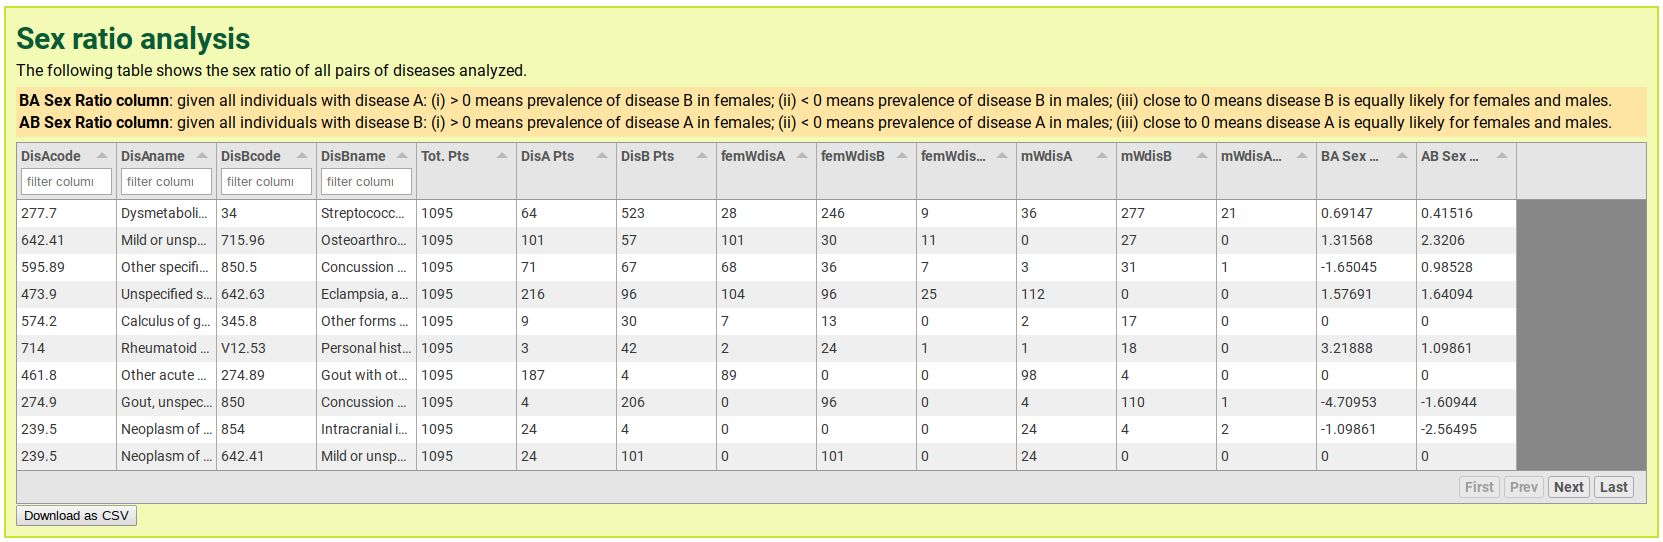 Sex ratio analysis
The following table shows the sex ratio of all pairs of diseases analyzed.
BA Sex Ratio column: given all individuals with disease A: (i) > 0 means prevalence of disease B in females; (ii) < 0 means prevalence of disease B in males; (iii) close to 0 means disease B is equally likely for females and males.
AB Sex Ratio column: given all individuals with disease B: (i) > 0 means prevalence of disease A in females; (ii) < 0 means prevalence of disease A in males; (iii) close to 0 means disease A is equally likely for females and males.
DisAcode DisAname DisBcode DisBname Tot. Pts DisA Pts DisB Pts femWdisA femWdisB femWdis... mWdisA mWdisB mWdisA... BA Sex ... AB Sex ...
filter colum filter colum filter colum filter colum
277.7 Dysmetaboli... 34 Streptococc... 1095 64 523 28 246 9 36 277 21 0.69147 0.41516
642.41 Mild or unsp... 715.96 Osteoarthro... 1095 101 57 101 30 11 0 27 0 1.31568 2.3206
595.89 Other specifi... 850.5 Concussion ... 1095 71 67 68 36 7 3 31 1 -1.65045 0.98528
473.9 Unspecified s... 642.63 Eclampsia, a... 1095 216 96 104 96 25 112 0 0 1.57691 1.64094
574.2 Calculus of g... 345.8 Other forms ... 1095 9 30 7 13 0 2 17 0 0 0
714 Rheumatoid ... V12.53 Personal hist... 1095 3 42 2 24 1 1 18 0 3.21888 1.09861
461.8 Other acute ... 274.89 Gout with ot... 1095 187 4 89 0 0 98 4 0 0 0
274.9 Gout, unspec... 850 Concussion ... 1095 4 206 0 96 0 4 110 1 -4.70953 -1.60944
239.5 Neoplasm of ... 854 Intracranial i... 1095 24 4 0 0 0 24 4 2 -1.09861 -2.56495
239.5 Neoplasm of ... 642.41 Mild or unsp... 1095 24 101 0 101 0 24 0 0 0 0
First Prev Next Last
Download as CSV